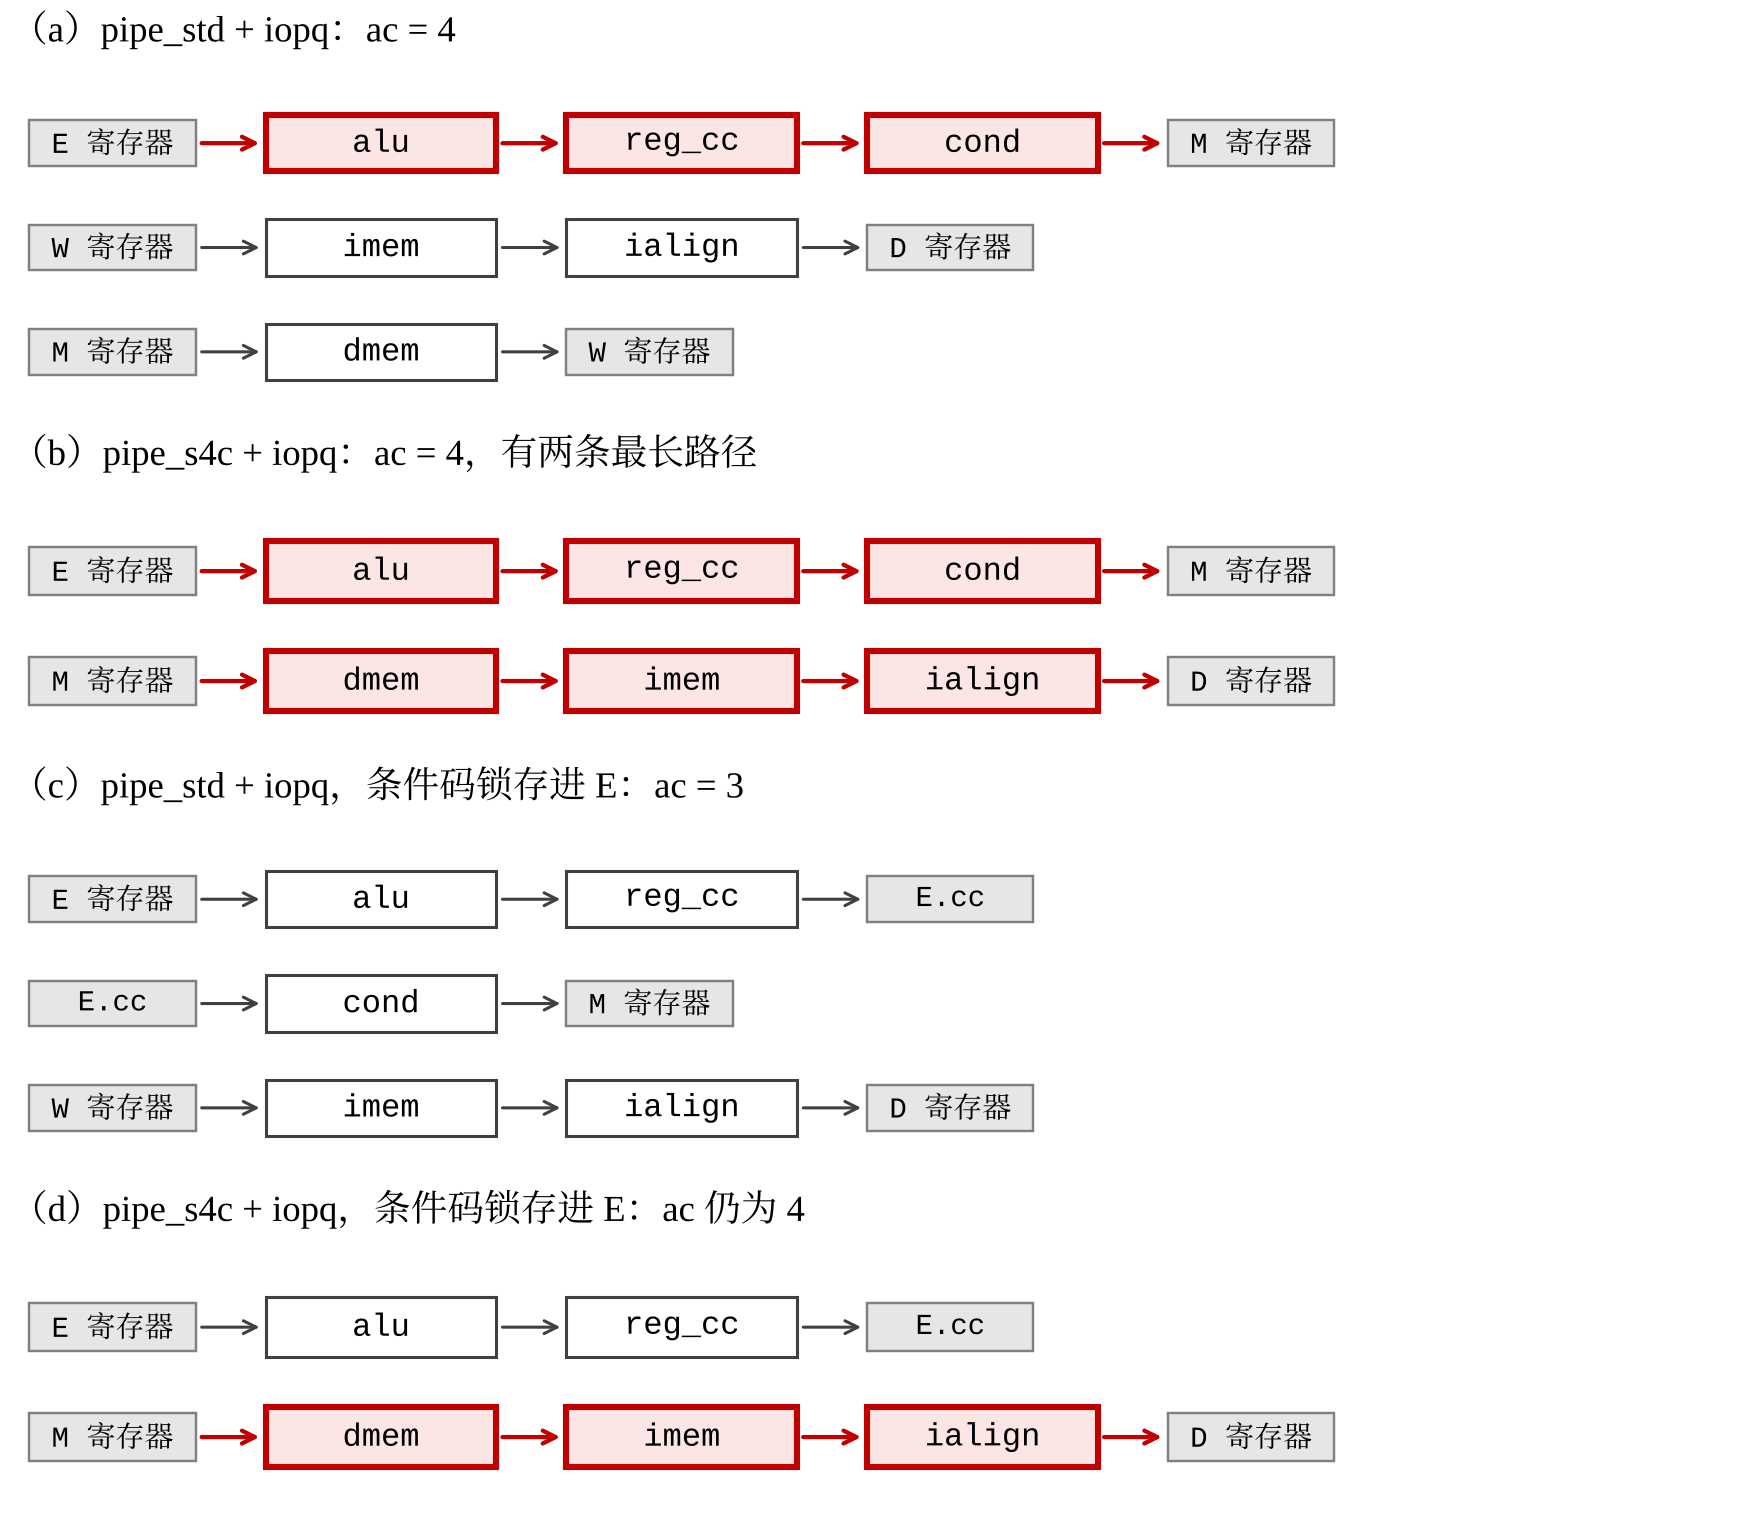 （a）pipe_std + iopq：ac = 4
E 寄存器 alu reg_cc cond M 寄存器
W 寄存器 imem ialign D 寄存器
M 寄存器 dmem W 寄存器
（b）pipe_s4c + iopq：ac = 4，有两条最长路径
E 寄存器 alu reg_cc cond M 寄存器
M 寄存器 dmem imem ialign D 寄存器
（c）pipe_std + iopq，条件码锁存进 E：ac = 3
E 寄存器 alu reg_cc E.cc
E.cc cond M 寄存器
W 寄存器 imem ialign D 寄存器
（d）pipe_s4c + iopq，条件码锁存进 E：ac 仍为 4
E 寄存器 alu reg_cc E.cc
M 寄存器 dmem imem ialign D 寄存器